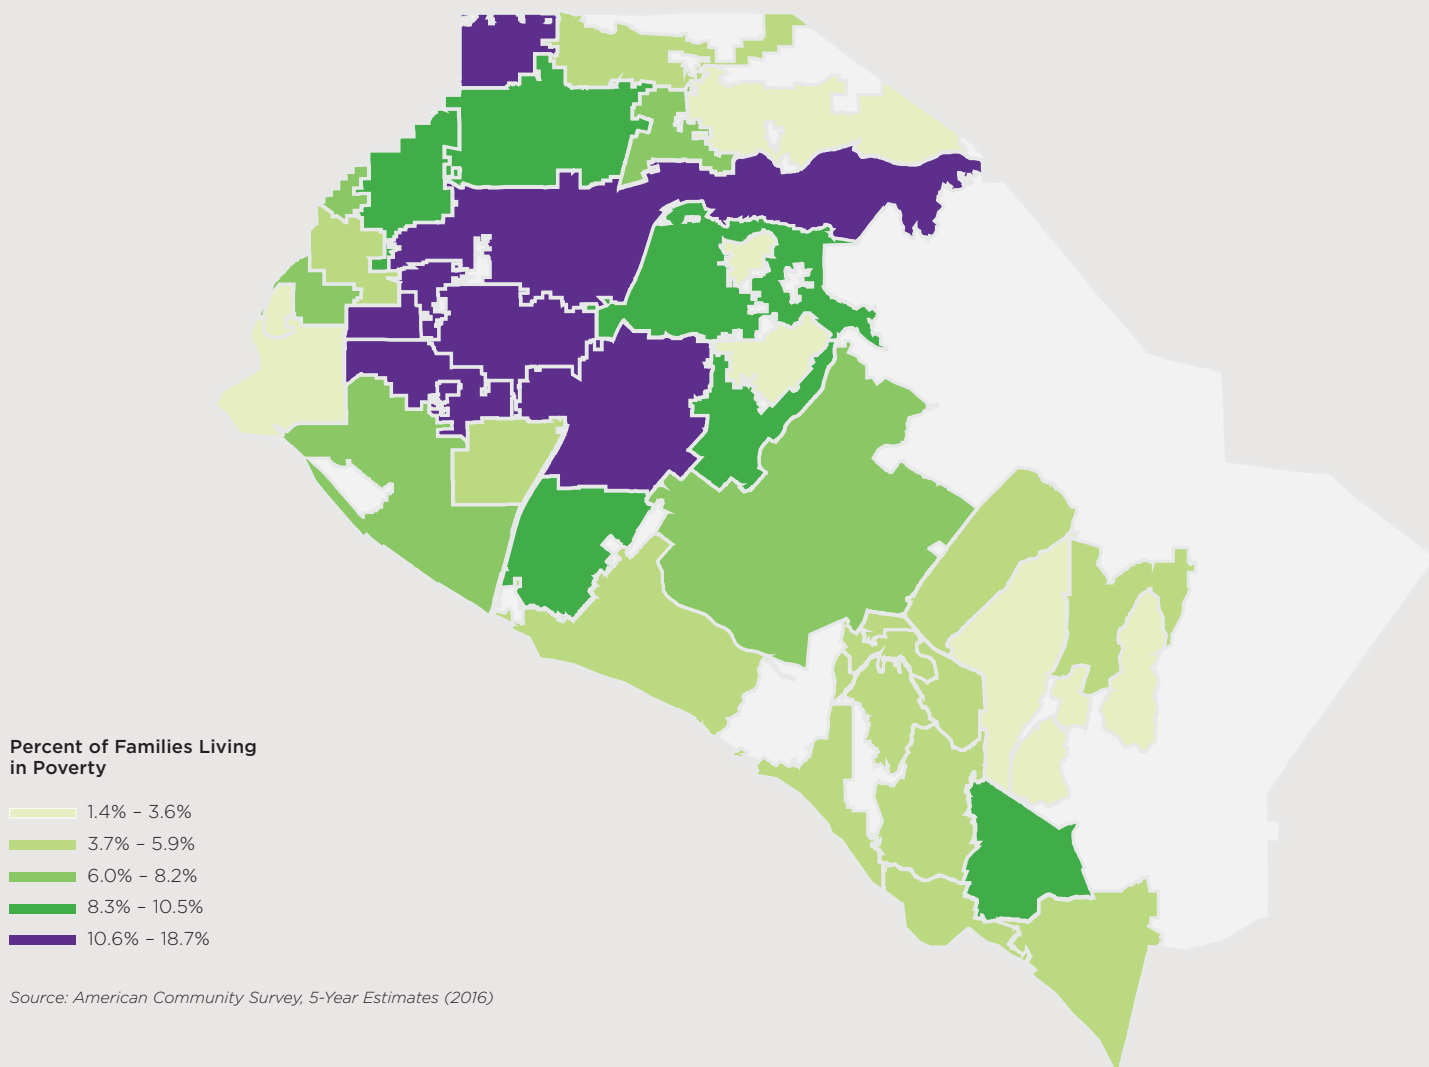 Percent of Families Living
in Poverty
1.4% – 3.6%
3.7% – 5.9%
6.0% – 8.2%
8.3% – 10.5%
10.6% – 18.7%
Source: American Community Survey, 5-Year Estimates (2016)